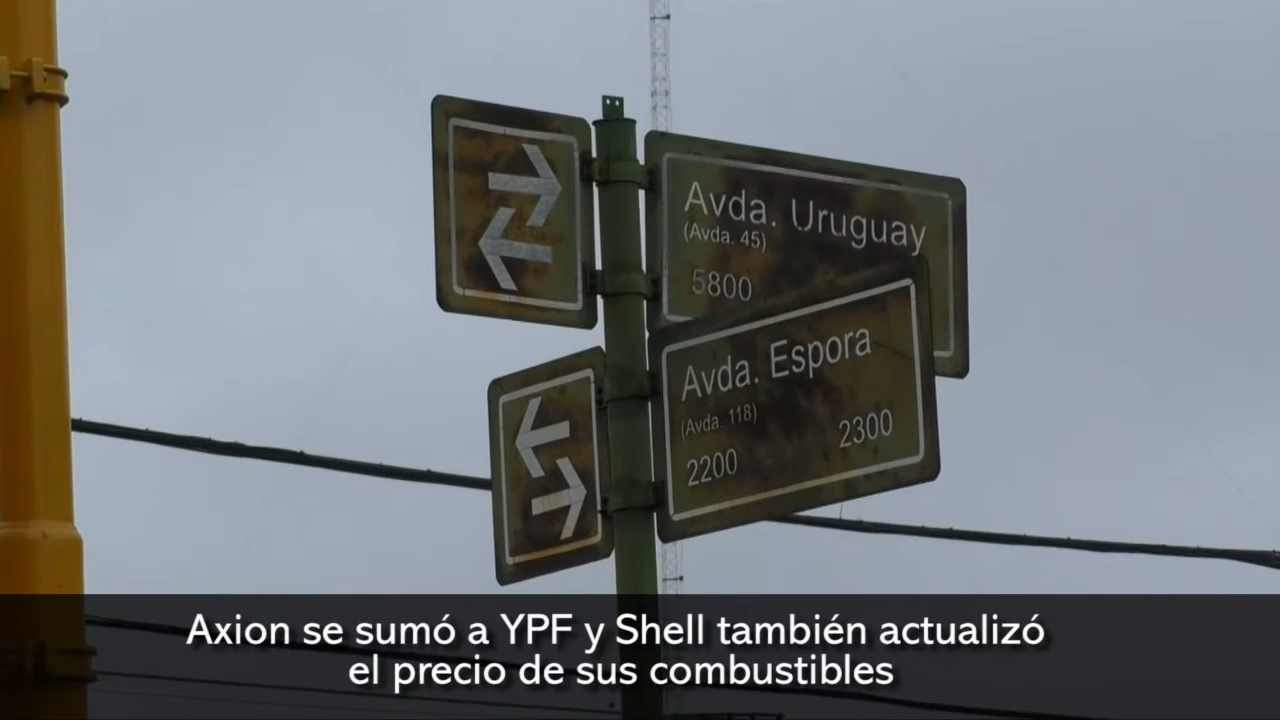 Avda. Uruguay
(Avda. 45)
5800
Avda. Espora
(Avda. 118)
2200 2300
Axion se sumó a YPF y Shell también actualizó
el precio de sus combustibles